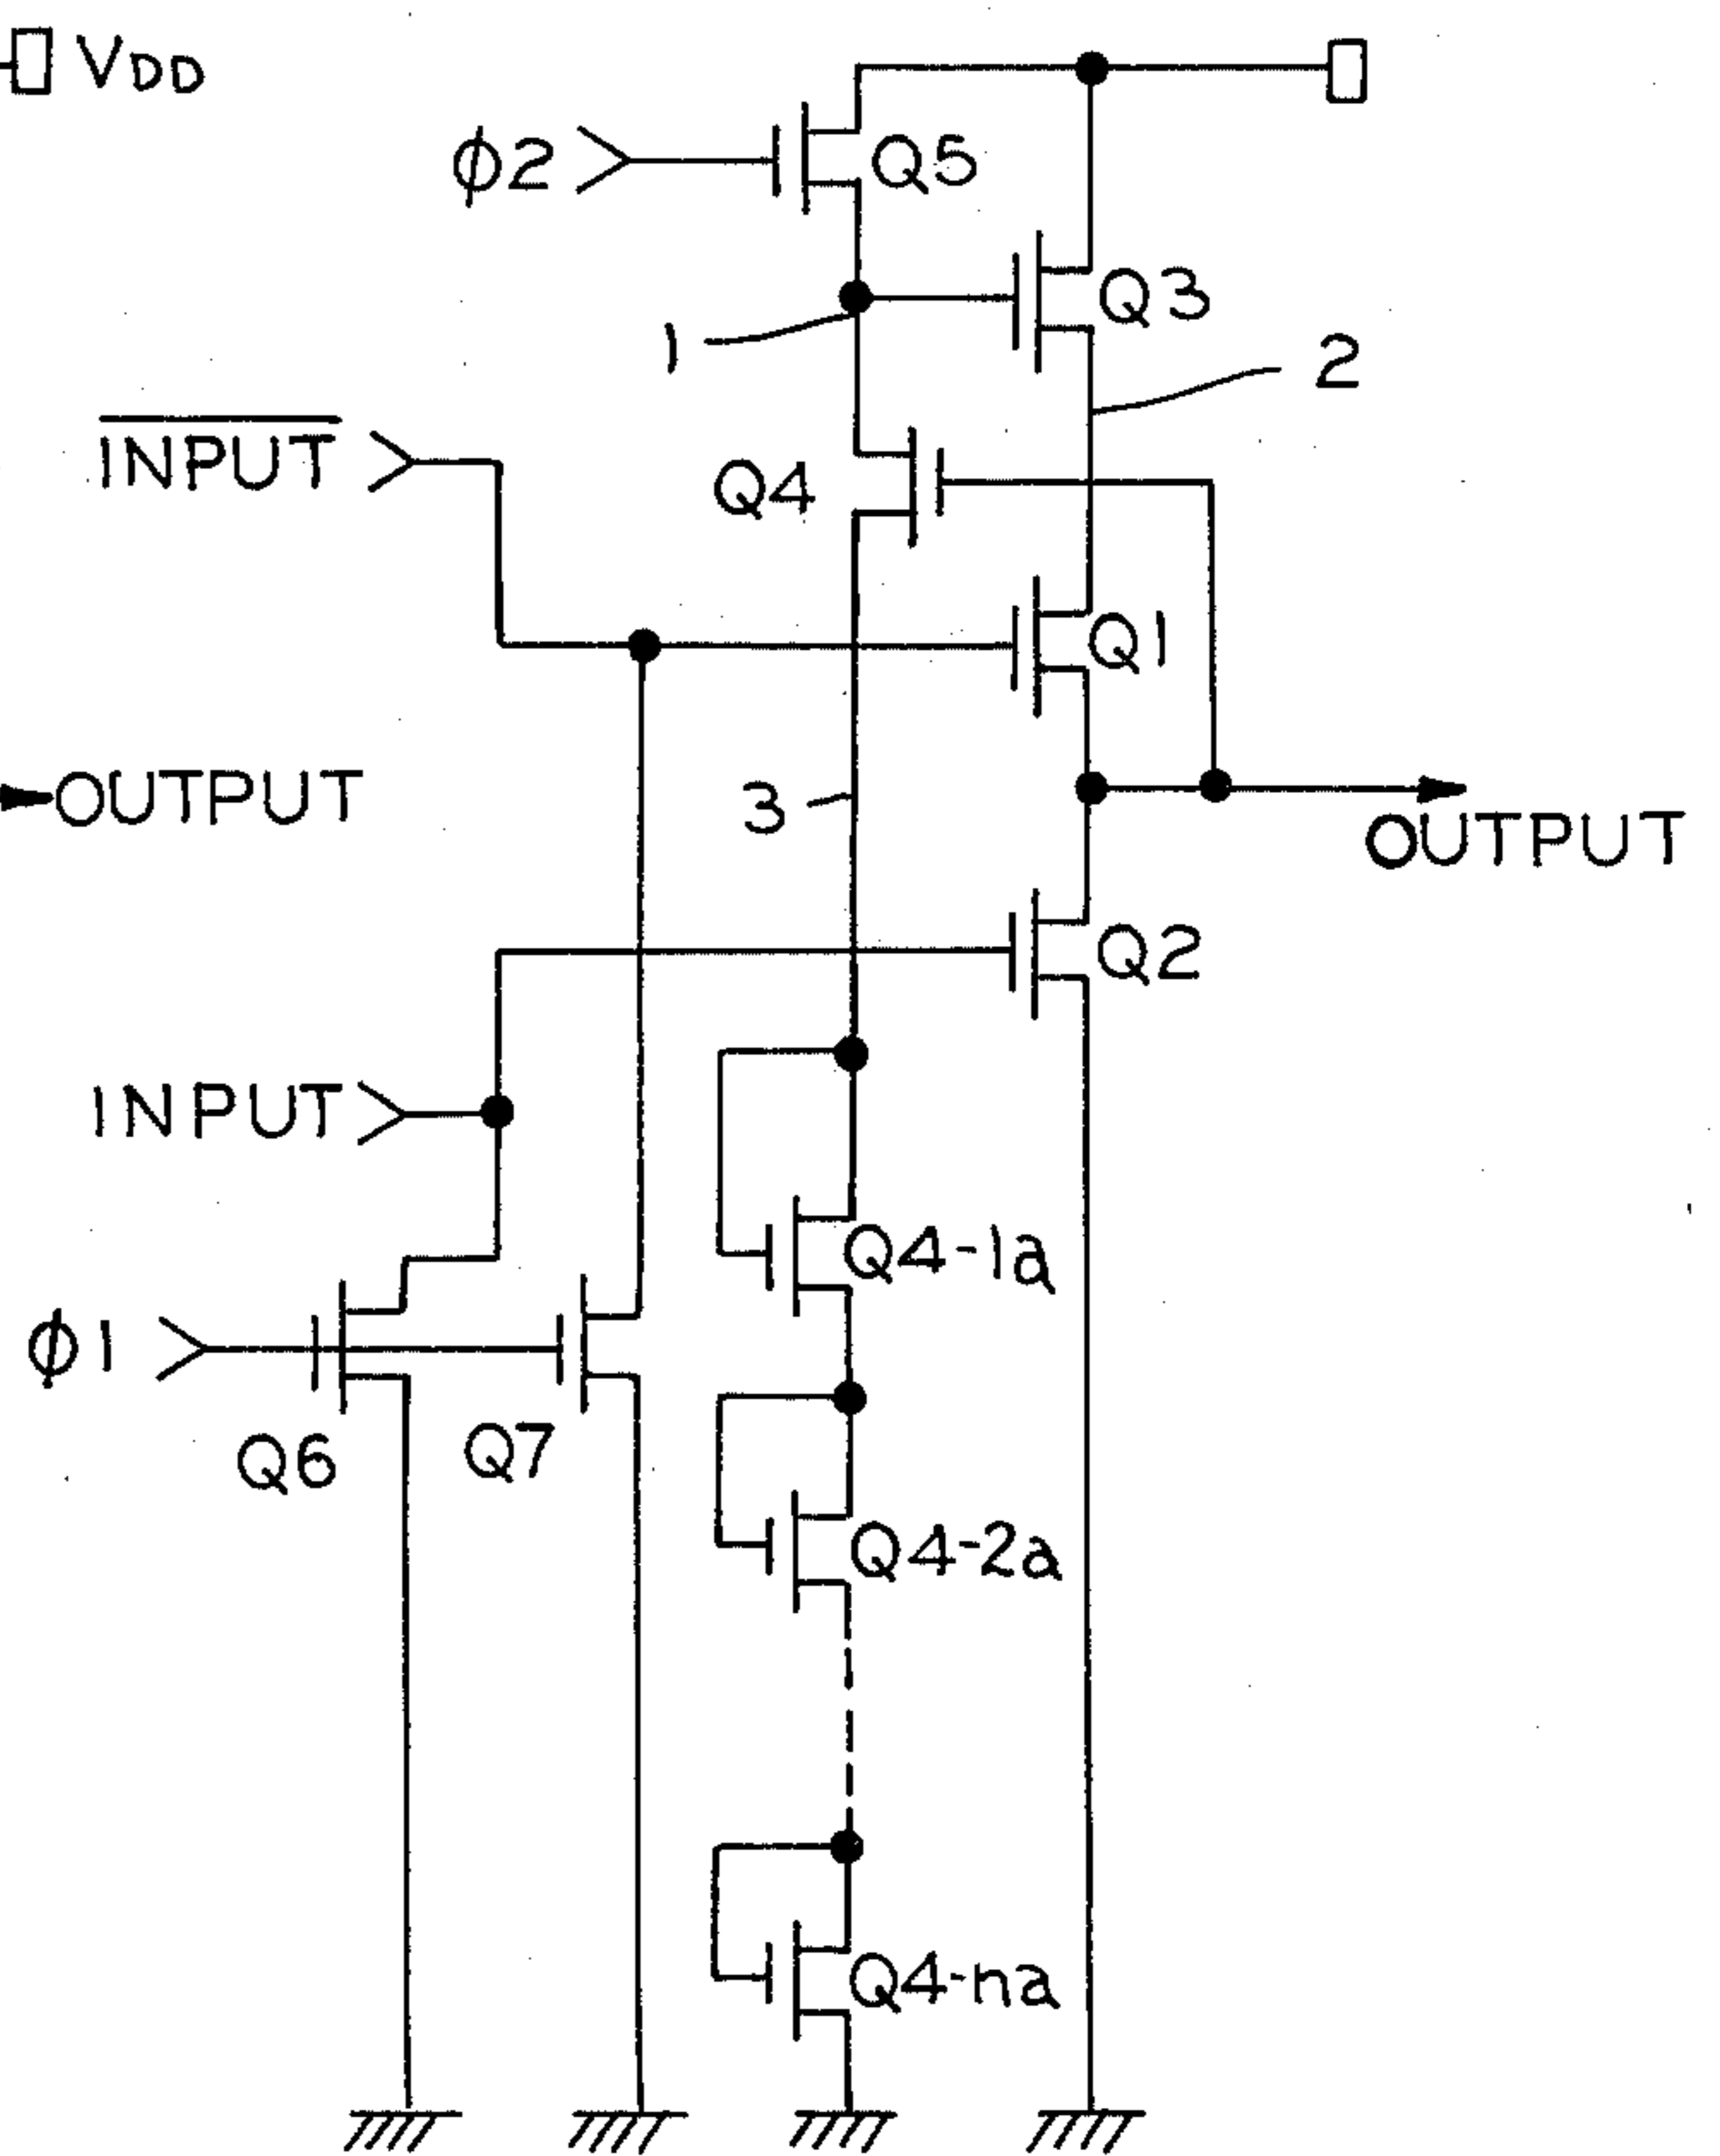 VDD
ϕ2
Q5
Q3
1
2
INPUT
Q4
Q1
3
OUTPUT
OUTPUT
Q2
INPUT
Q4-1a
ϕ1
Q6
Q7
Q4-2a
Q4-na